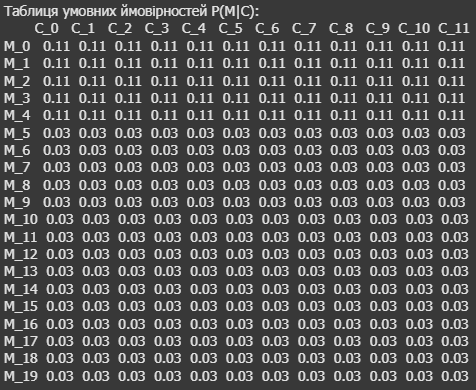 Таблиця умовних ймовірностей P(M|C):
C_0 C_1 C_2 C_3 C_4 C_5 C_6 C_7 C_8 C_9 C_10 C_11
M_0 0.11 0.11 0.11 0.11 0.11 0.11 0.11 0.11 0.11 0.11 0.11 0.11
M_1 0.11 0.11 0.11 0.11 0.11 0.11 0.11 0.11 0.11 0.11 0.11 0.11
M_2 0.11 0.11 0.11 0.11 0.11 0.11 0.11 0.11 0.11 0.11 0.11 0.11
M_3 0.11 0.11 0.11 0.11 0.11 0.11 0.11 0.11 0.11 0.11 0.11 0.11
M_4 0.11 0.11 0.11 0.11 0.11 0.11 0.11 0.11 0.11 0.11 0.11 0.11
M_5 0.03 0.03 0.03 0.03 0.03 0.03 0.03 0.03 0.03 0.03 0.03 0.03
M_6 0.03 0.03 0.03 0.03 0.03 0.03 0.03 0.03 0.03 0.03 0.03 0.03
M_7 0.03 0.03 0.03 0.03 0.03 0.03 0.03 0.03 0.03 0.03 0.03 0.03
M_8 0.03 0.03 0.03 0.03 0.03 0.03 0.03 0.03 0.03 0.03 0.03 0.03
M_9 0.03 0.03 0.03 0.03 0.03 0.03 0.03 0.03 0.03 0.03 0.03 0.03
M_10 0.03 0.03 0.03 0.03 0.03 0.03 0.03 0.03 0.03 0.03 0.03 0.03
M_11 0.03 0.03 0.03 0.03 0.03 0.03 0.03 0.03 0.03 0.03 0.03 0.03
M_12 0.03 0.03 0.03 0.03 0.03 0.03 0.03 0.03 0.03 0.03 0.03 0.03
M_13 0.03 0.03 0.03 0.03 0.03 0.03 0.03 0.03 0.03 0.03 0.03 0.03
M_14 0.03 0.03 0.03 0.03 0.03 0.03 0.03 0.03 0.03 0.03 0.03 0.03
M_15 0.03 0.03 0.03 0.03 0.03 0.03 0.03 0.03 0.03 0.03 0.03 0.03
M_16 0.03 0.03 0.03 0.03 0.03 0.03 0.03 0.03 0.03 0.03 0.03 0.03
M_17 0.03 0.03 0.03 0.03 0.03 0.03 0.03 0.03 0.03 0.03 0.03 0.03
M_18 0.03 0.03 0.03 0.03 0.03 0.03 0.03 0.03 0.03 0.03 0.03 0.03
M_19 0.03 0.03 0.03 0.03 0.03 0.03 0.03 0.03 0.03 0.03 0.03 0.03